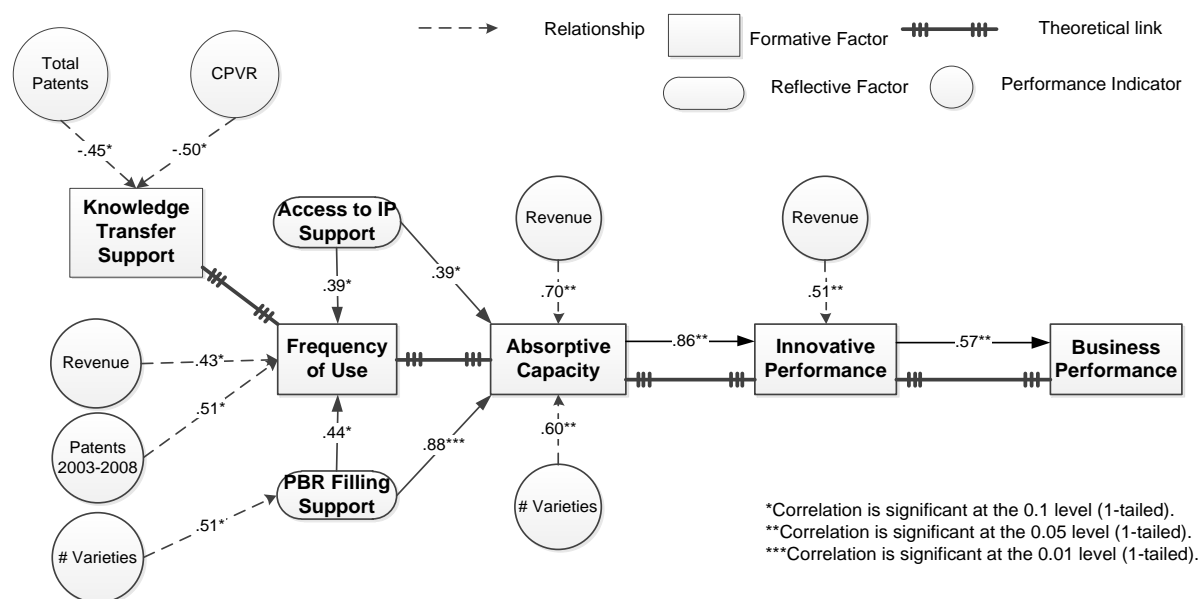 Relationship
Formative Factor
Theoretical link
Reflective Factor
Performance Indicator
Total
Patents
CPVR
-.45*
-.50*
Knowledge
Transfer
Support
Access to IP
Support
Revenue
Revenue
.39*
.39*
.70**
.51**
Revenue
.43*
Frequency
of Use
Absorptive
Capacity
.86**
Innovative
Performance
.57**
Business
Performance
.51*
Patents
2003-2008
.44*
.88***
.60**
PBR Filling
Support
# Varieties
.51*
# Varieties
*Correlation is significant at the 0.1 level (1-tailed).
**Correlation is significant at the 0.05 level (1-tailed).
***Correlation is significant at the 0.01 level (1-tailed).